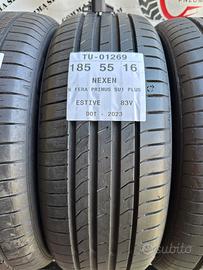 TU-01269
185 55 16
NEXEN
N FERA PRIMUS SU1 PLUS
ESTIVE 83V
DOT - 2023
subito